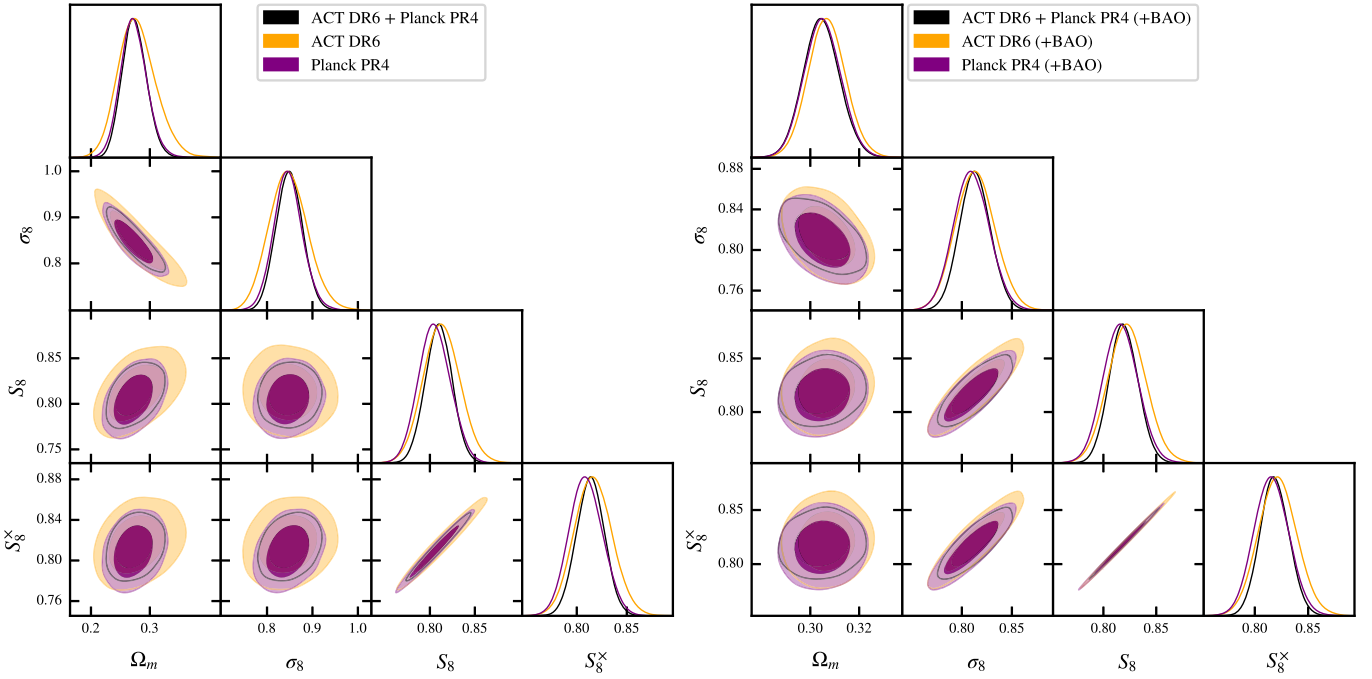 ACT DR6 + Planck PR4
ACT DR6
Planck PR4
1.0
0.9
0.8
σ₈
0.85
0.80
0.75
S₈
0.88
0.84
0.80
0.76
S₈^×
0.2 0.3
0.8 0.9 1.0
0.80 0.85
0.80 0.85
Ω_m
σ₈
S₈
S₈^×
ACT DR6 + Planck PR4 (+BAO)
ACT DR6 (+BAO)
Planck PR4 (+BAO)
0.88
0.84
0.80
0.76
σ₈
0.85
0.80
S₈
0.85
0.80
S₈^×
0.30 0.32
0.80 0.85
0.80 0.85
0.80 0.85
Ω_m
σ₈
S₈
S₈^×